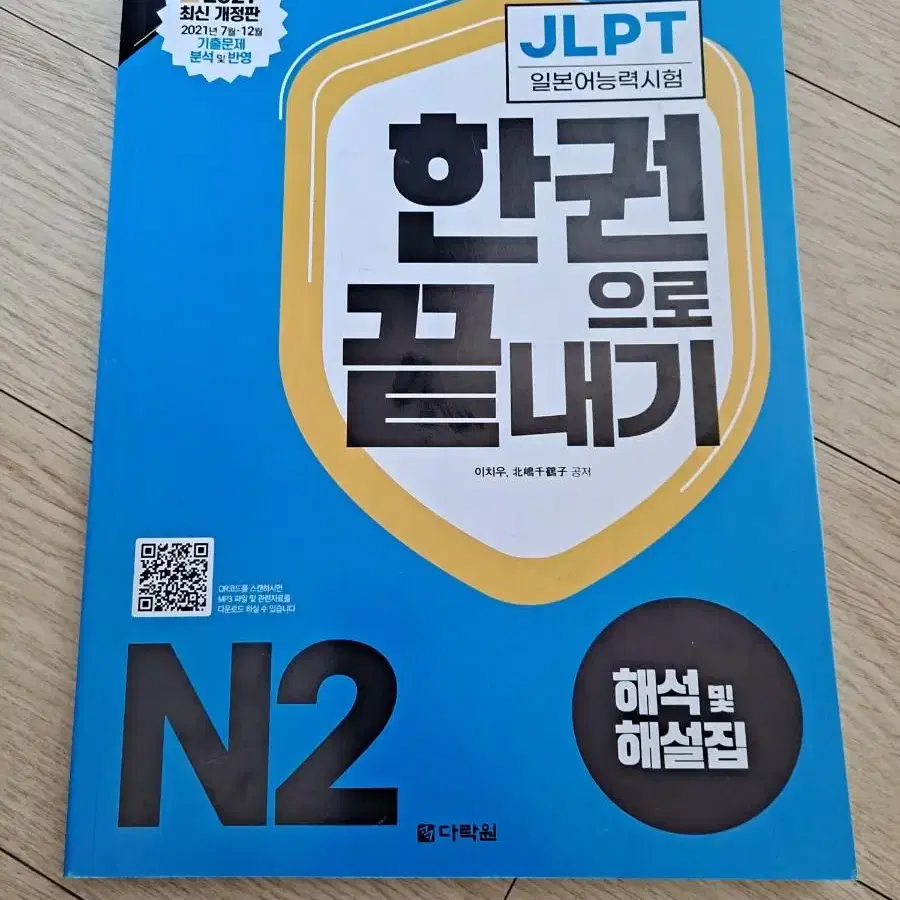 2021
최신 개정판
2021년 7월·12월
기출문제
분석 및 반영
JLPT
일본어능력시험
한권
으로
끝내기
이치우, 北嶋千鶴子 공저
QR코드를 스캔하시면
MP3 파일 및 관련자료를
다운로드 하실 수 있습니다
N2
해석 및
해설집
다락원